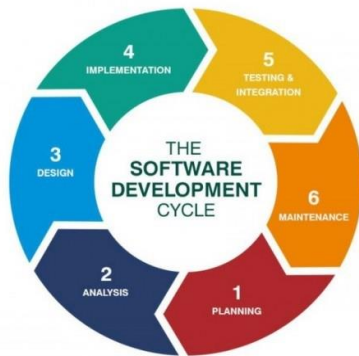 THE
SOFTWARE
DEVELOPMENT
CYCLE
1
PLANNING
2
ANALYSIS
3
DESIGN
4
IMPLEMENTATION
5
TESTING &
INTEGRATION
6
MAINTENANCE